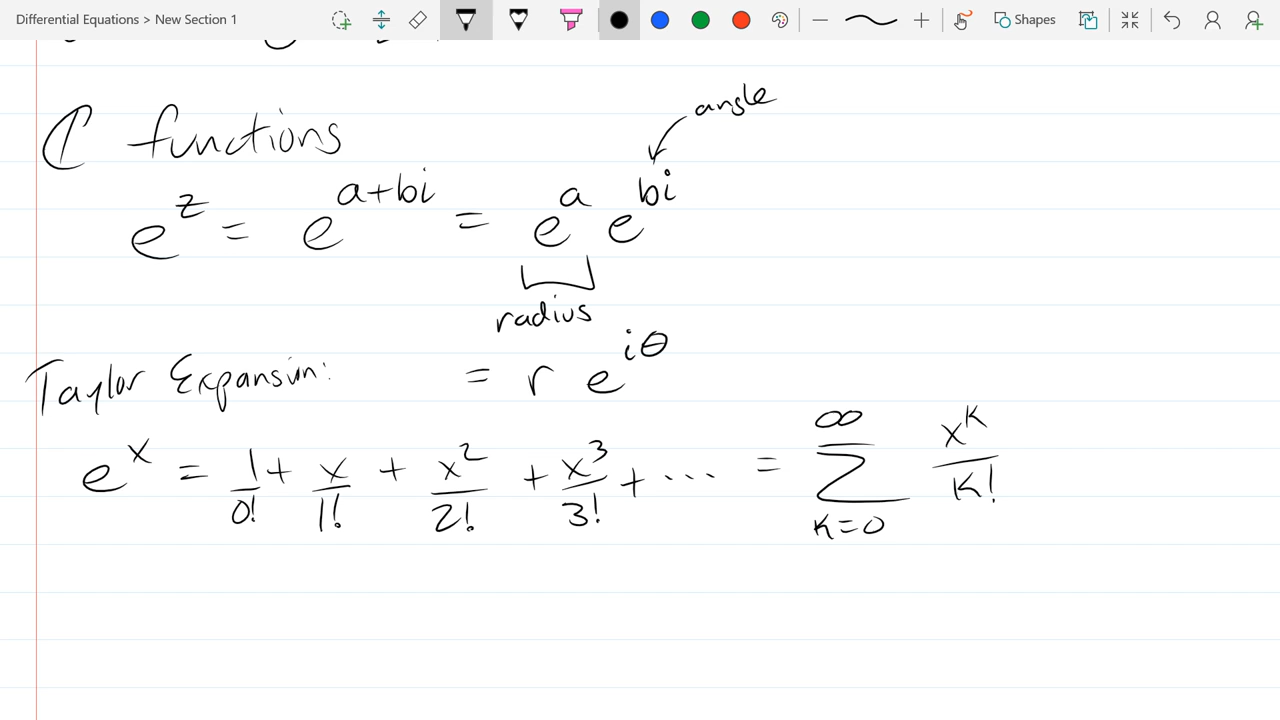 Differential Equations > New Section 1
Shapes
ℂ functions
angle
e^z = e^{a+bi} = e^a e^{bi}
radius
Taylor Expansion:
= r e^{iθ}
e^x = 1/0! + x/1! + x^2/2! + x^3/3! + ⋯ = ∑_{k=0}^{∞} x^k/k!